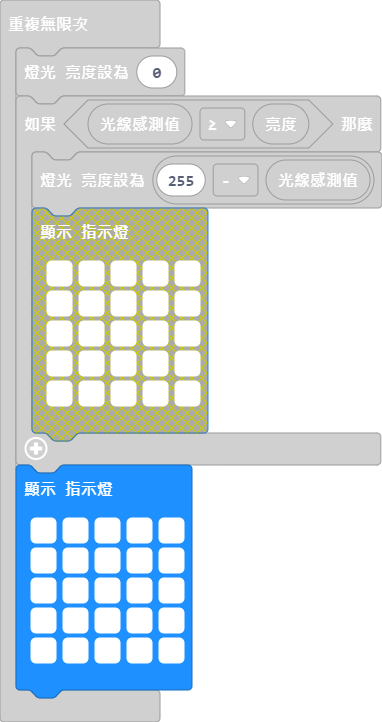 重複無限次
燈光 亮度設為 0
如果 光線感測值 ≥ 亮度 那麼
燈光 亮度設為 255 - 光線感測值
顯示 指示燈
顯示 指示燈